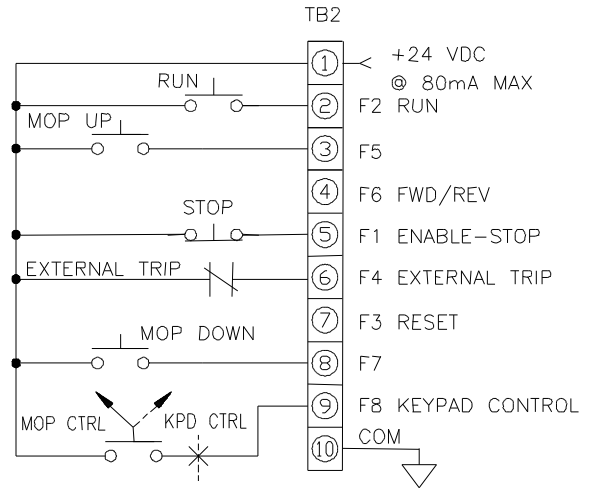 TB2
1 +24 VDC
@ 80mA MAX
RUN
2 F2 RUN
MOP UP
3 F5
4 F6 FWD/REV
STOP
5 F1 ENABLE-STOP
EXTERNAL TRIP
6 F4 EXTERNAL TRIP
7 F3 RESET
MOP DOWN
8 F7
9 F8 KEYPAD CONTROL
MOP CTRL KPD CTRL
10 COM